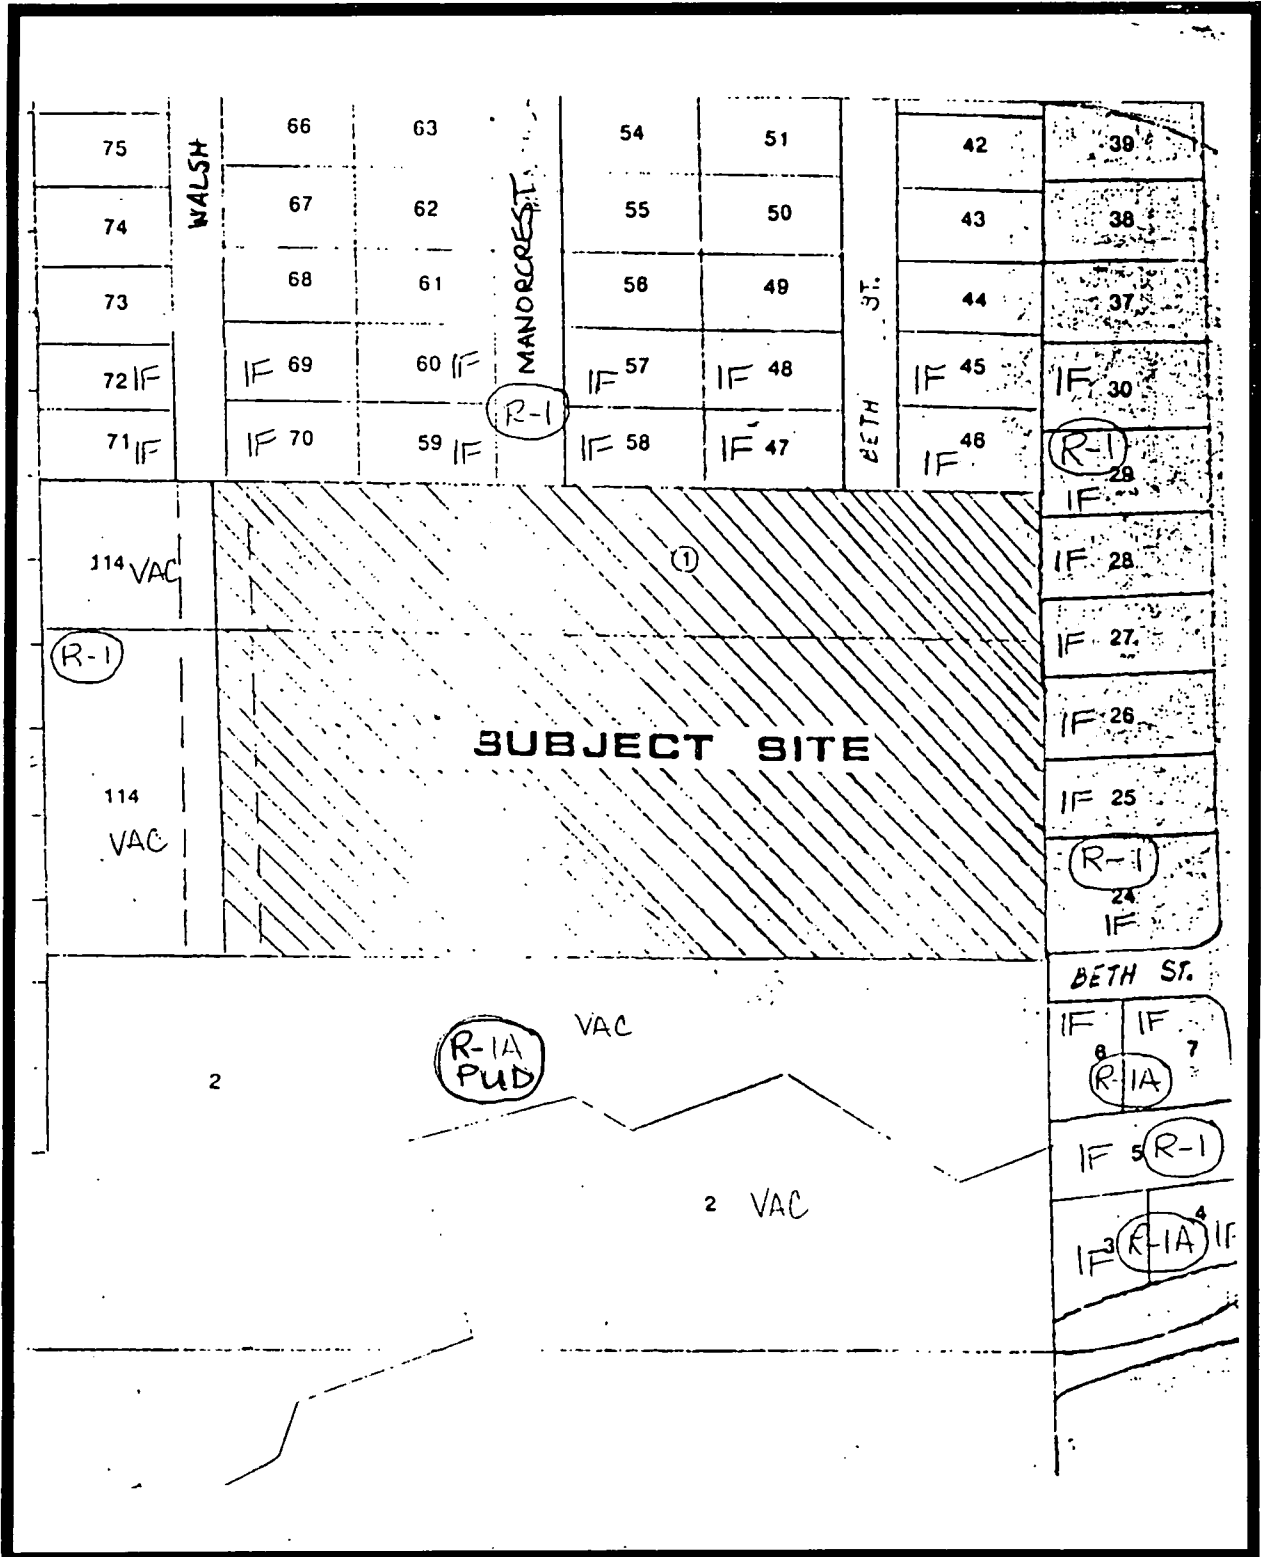 75
66
63
54
51
42
39
WALSH
MANORCREST.
74
67
62
55
50
43
38
73
68
61
56
49
44
37
BETH ST.
72 IF
IF 69
60 IF
IF 57
IF 48
IF 45
IF 30
R-1
71 IF
IF 70
59 IF
IF 58
IF 47
IF 46
R-1
29
IF
114 VAC
1
IF 28
R-1
IF 27
IF 26
SUBJECT SITE
114
VAC
IF 25
R-1
24
IF
BETH ST.
R-1A
PUD
VAC
2
IF
IF
6
7
R-1A
IF 5 R-1
2 VAC
IF 3
R-1A
4
IF